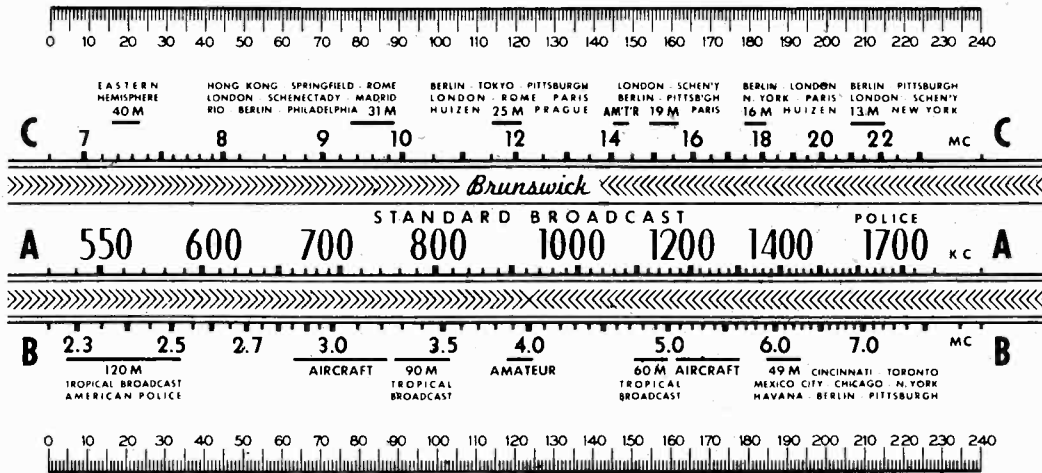 0 10 20 30 40 50 60 70 80 90 100 110 120 130 140 150 160 170 180 190 200 210 220 230 240
EASTERN HONG KONG · SPRINGFIELD · ROME BERLIN · TOKYO · PITTSBURGH LONDON · SCHEN'Y BERLIN · LONDON BERLIN · PITTSBURGH
HEMISPHERE LONDON · SCHENECTADY · MADRID LONDON · ROME PARIS BERLIN · PITTSB'GH N. YORK · PARIS LONDON · SCHEN'Y
40 M RIO · BERLIN · PHILADELPHIA 31 M HUIZEN 25 M PRAGUE AM'T'R 19 M PARIS 16 M HUIZEN 13 M NEW YORK
C 7 8 9 10 12 14 16 18 20 22 MC C
Brunswick
STANDARD BROADCAST POLICE
A 550 600 700 800 1000 1200 1400 1700 KC A
B 2.3 2.5 2.7 3.0 3.5 4.0 5.0 6.0 7.0 MC B
120 M AIRCRAFT 90 M AMATEUR 60 M AIRCRAFT 49 M CINCINNATI · TORONTO
TROPICAL BROADCAST TROPICAL TROPICAL MEXICO CITY · CHICAGO · N. YORK
AMERICAN POLICE BROADCAST BROADCAST HAVANA · BERLIN · PITTSBURGH
0 10 20 30 40 50 60 70 80 90 100 110 120 130 140 150 160 170 180 190 200 210 220 230 240